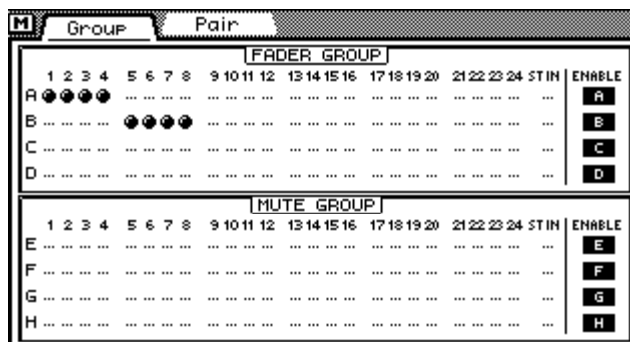 M Group Pair
FADER GROUP
1 2 3 4 5 6 7 8 9 10 11 12 13 14 15 16 17 18 19 20 21 22 23 24 ST IN ENABLE
A ... ... ... ... ... ... ... ... ... ... ... ... ... ... ... ... ... ... ... ... ... A
B ... ... ... ... ... ... ... ... ... ... ... ... ... ... ... ... ... ... ... ... ... B
C ... ... ... ... ... ... ... ... ... ... ... ... ... ... ... ... ... ... ... ... ... ... ... ... ... C
D ... ... ... ... ... ... ... ... ... ... ... ... ... ... ... ... ... ... ... ... ... ... ... ... ... D
MUTE GROUP
1 2 3 4 5 6 7 8 9 10 11 12 13 14 15 16 17 18 19 20 21 22 23 24 ST IN ENABLE
E ... ... ... ... ... ... ... ... ... ... ... ... ... ... ... ... ... ... ... ... ... ... ... ... ... E
F ... ... ... ... ... ... ... ... ... ... ... ... ... ... ... ... ... ... ... ... ... ... ... ... ... F
G ... ... ... ... ... ... ... ... ... ... ... ... ... ... ... ... ... ... ... ... ... ... ... ... ... G
H ... ... ... ... ... ... ... ... ... ... ... ... ... ... ... ... ... ... ... ... ... ... ... ... ... H